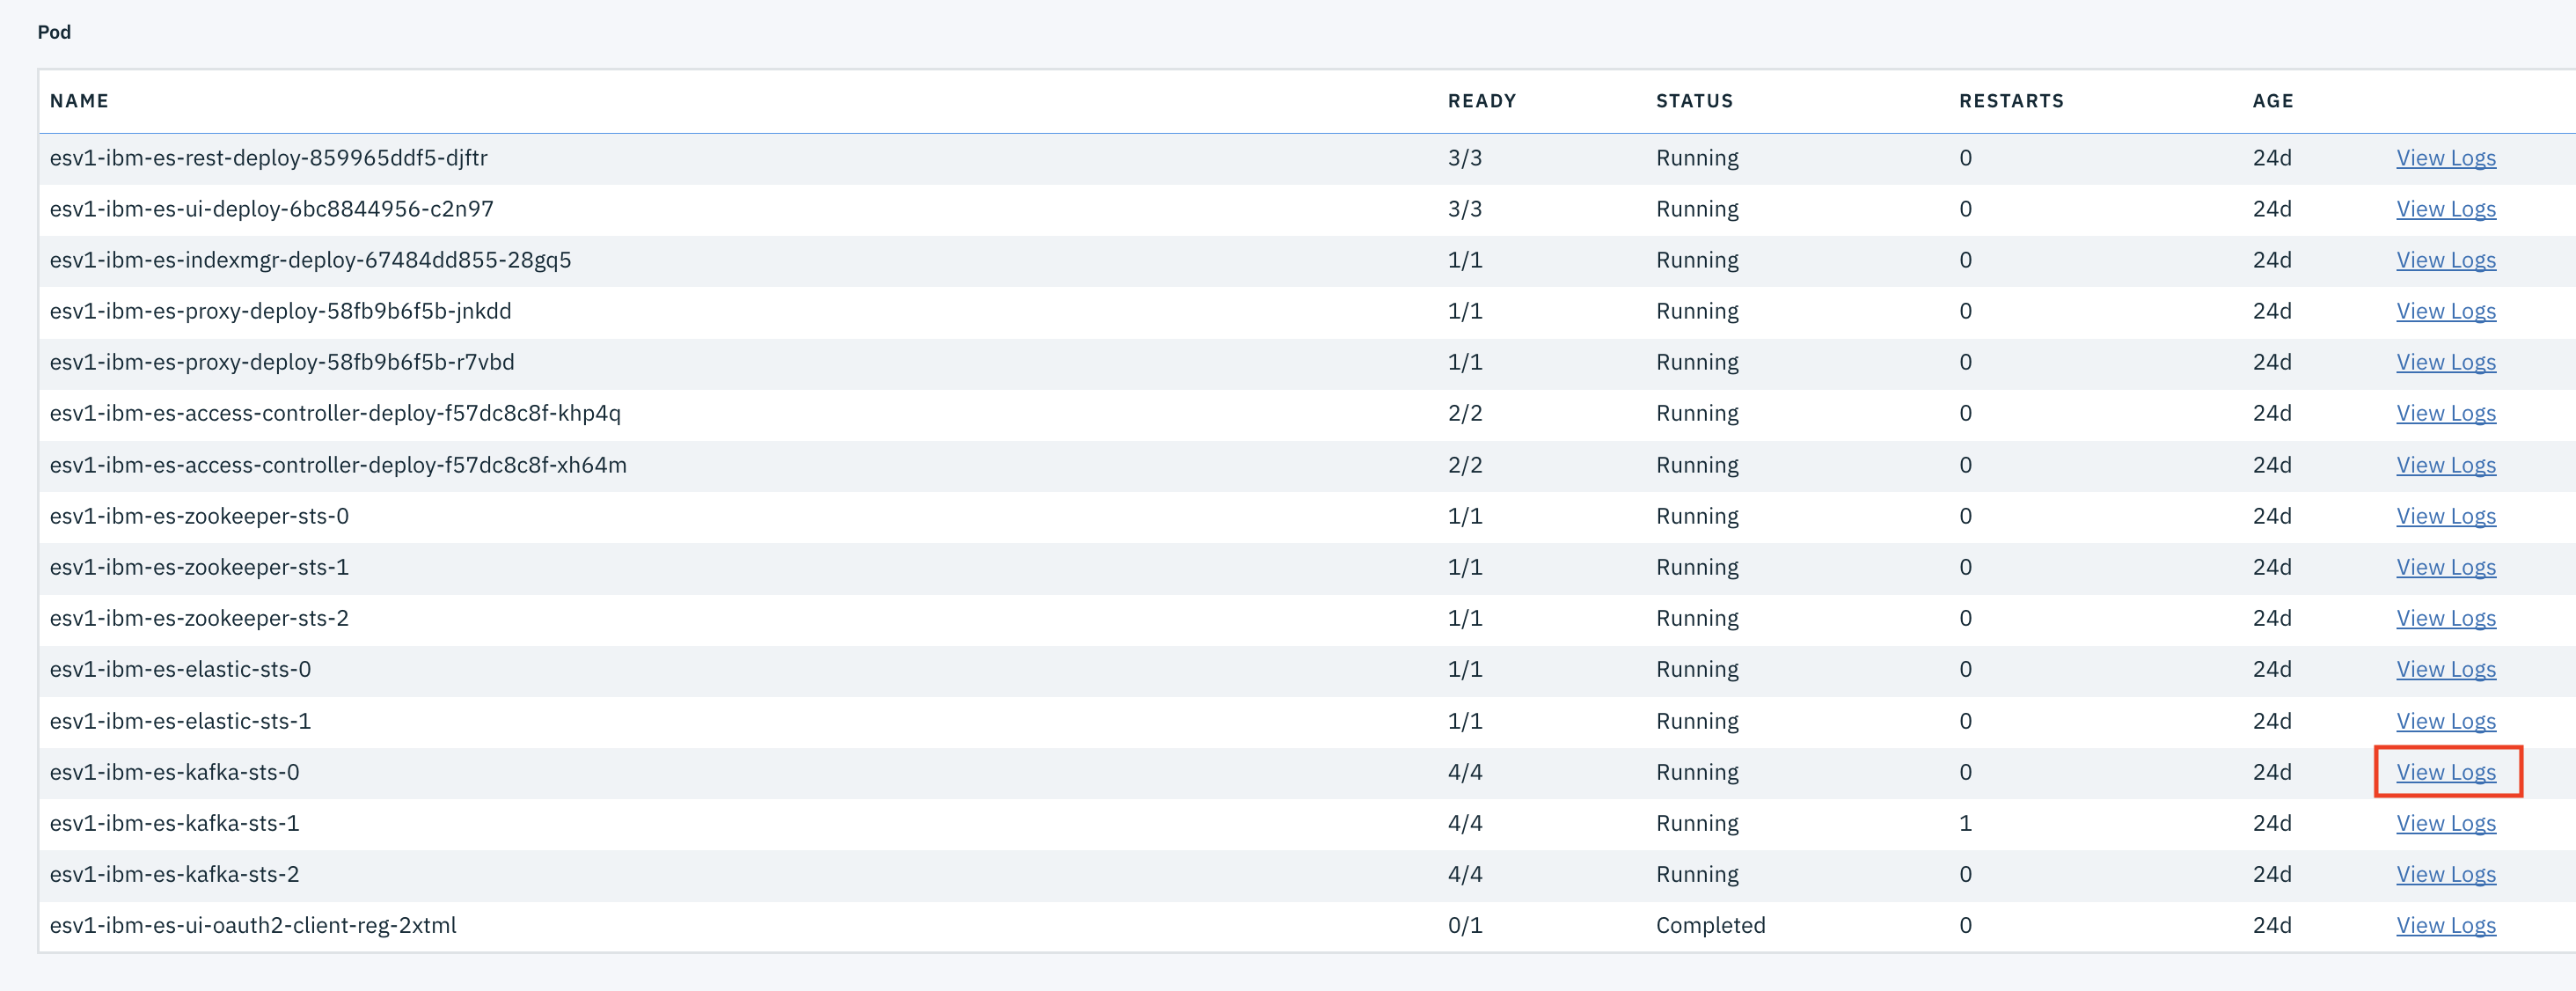 Pod
NAME READY STATUS RESTARTS AGE
esv1-ibm-es-rest-deploy-859965ddf5-djftr 3/3 Running 0 24d View Logs
esv1-ibm-es-ui-deploy-6bc8844956-c2n97 3/3 Running 0 24d View Logs
esv1-ibm-es-indexmgr-deploy-67484dd855-28gq5 1/1 Running 0 24d View Logs
esv1-ibm-es-proxy-deploy-58fb9b6f5b-jnkdd 1/1 Running 0 24d View Logs
esv1-ibm-es-proxy-deploy-58fb9b6f5b-r7vbd 1/1 Running 0 24d View Logs
esv1-ibm-es-access-controller-deploy-f57dc8c8f-khp4q 2/2 Running 0 24d View Logs
esv1-ibm-es-access-controller-deploy-f57dc8c8f-xh64m 2/2 Running 0 24d View Logs
esv1-ibm-es-zookeeper-sts-0 1/1 Running 0 24d View Logs
esv1-ibm-es-zookeeper-sts-1 1/1 Running 0 24d View Logs
esv1-ibm-es-zookeeper-sts-2 1/1 Running 0 24d View Logs
esv1-ibm-es-elastic-sts-0 1/1 Running 0 24d View Logs
esv1-ibm-es-elastic-sts-1 1/1 Running 0 24d View Logs
esv1-ibm-es-kafka-sts-0 4/4 Running 0 24d View Logs
esv1-ibm-es-kafka-sts-1 4/4 Running 1 24d View Logs
esv1-ibm-es-kafka-sts-2 4/4 Running 0 24d View Logs
esv1-ibm-es-ui-oauth2-client-reg-2xtml 0/1 Completed 0 24d View Logs